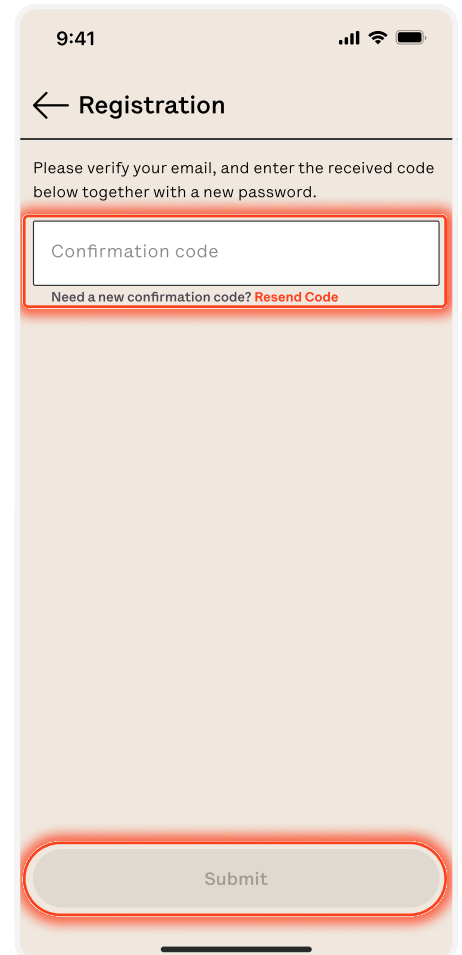 9:41
Registration
Please verify your email, and enter the received code
below together with a new password.
Confirmation code
Need a new confirmation code? Resend Code
Submit